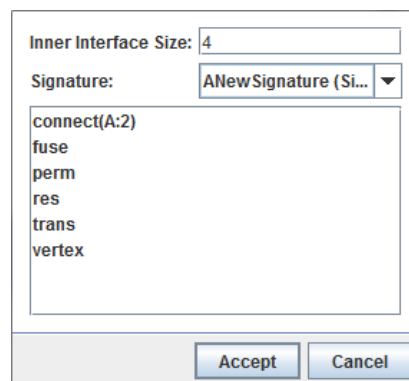 Inner Interface Size: 4
Signature: ANewSignature (Si...
connect(A:2)
fuse
perm
res
trans
vertex
Accept Cancel